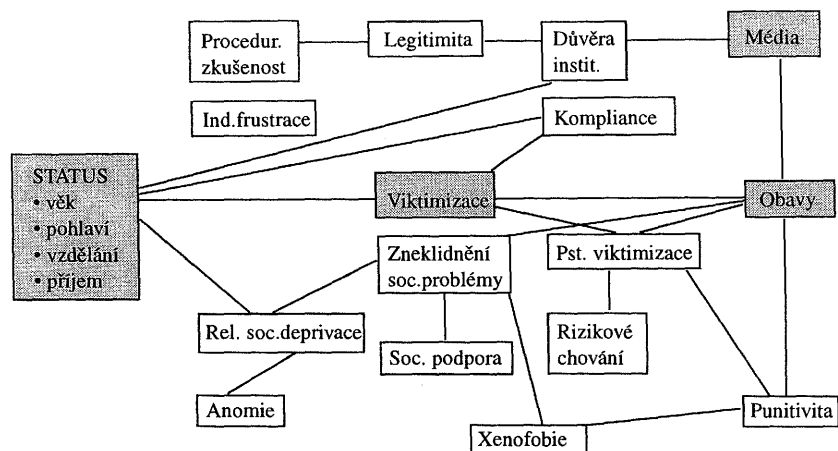 Procedur.
zkušenost
Legitimita
Důvěra
instit.
Média
Ind.frustrace
Kompliance
STATUS
• věk
• pohlaví
• vzdělání
• příjem
Viktimizace
Obavy
Zneklidnění
soc.problémy
Pst. viktimizace
Rel. soc.deprivace
Soc. podpora
Rizikové
chování
Anomie
Xenofobie
Punitivita